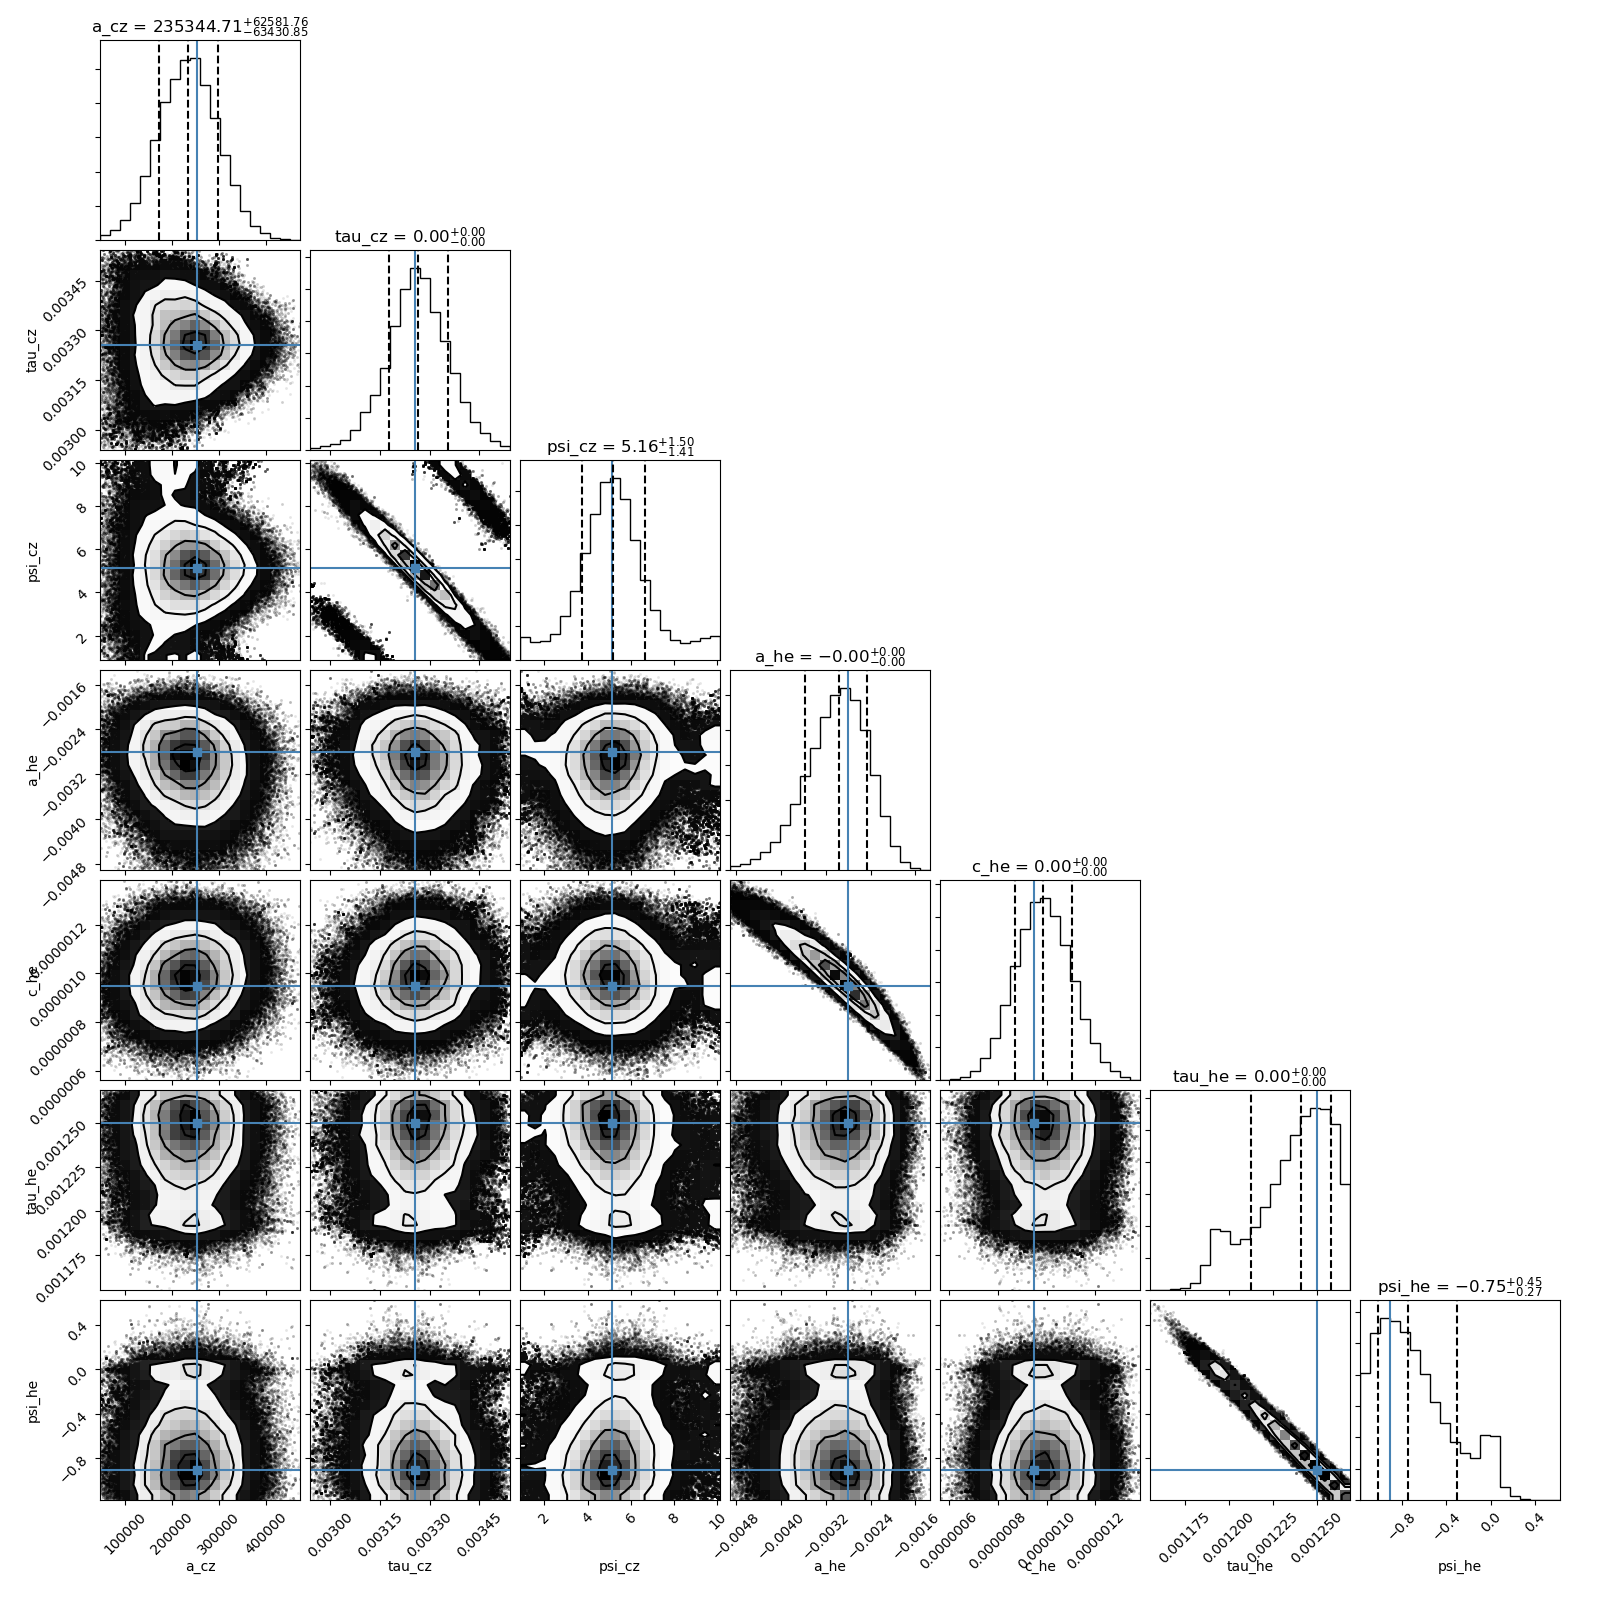 a_cz = 235344.71+62581.76−63430.85
tau_cz = 0.00+0.00−0.00
0.00345
0.00330
0.00315
0.00300
tau_cz
psi_cz = 5.16+1.50−1.41
10
8
6
4
2
psi_cz
a_he = −0.00+0.00−0.00
−0.0016
−0.0024
−0.0032
−0.0040
−0.0048
a_he
c_he = 0.00+0.00−0.00
0.0000012
0.0000010
0.0000008
0.0000006
c_he
tau_he = 0.00+0.00−0.00
0.001250
0.001225
0.001200
0.001175
tau_he
psi_he = −0.75+0.45−0.27
0.4
0.0
−0.4
−0.8
psi_he
100000 200000 300000 400000 0.00300 0.00315 0.00330 0.00345 2 4 6 8 10 −0.0048 −0.0040 −0.0032 −0.0024 −0.0016 0.0000006 0.0000008 0.0000010 0.0000012 0.001175 0.001200 0.001225 0.001250 −0.8 −0.4 0.0 0.4
a_cz tau_cz psi_cz a_he c_he tau_he psi_he